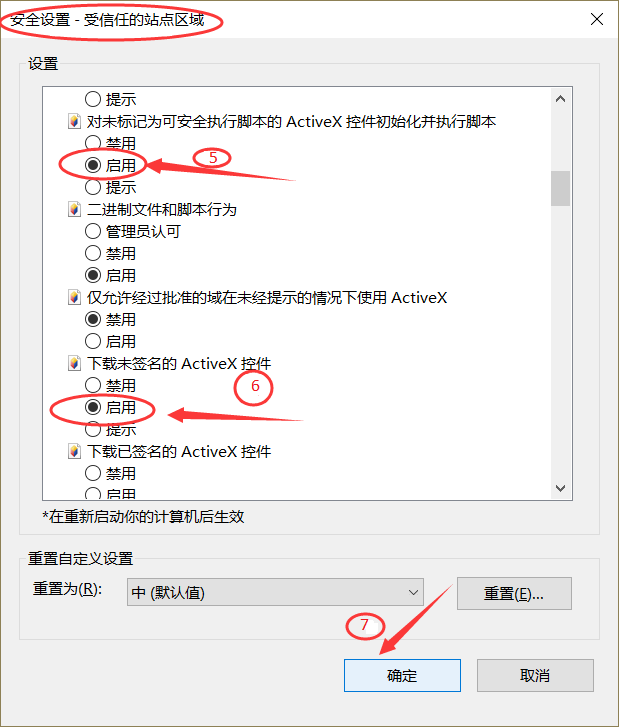 安全设置 - 受信任的站点区域
设置
提示
对未标记为可安全执行脚本的 ActiveX 控件初始化并执行脚本
禁用
启用
5
提示
二进制文件和脚本行为
管理员认可
禁用
启用
仅允许经过批准的域在未经提示的情况下使用 ActiveX
禁用
启用
下载未签名的 ActiveX 控件
禁用
6
启用
提示
下载已签名的 ActiveX 控件
禁用
启用
*在重新启动你的计算机后生效
重置自定义设置
重置为(R): 中 (默认值) 重置(E)...
7
确定 取消